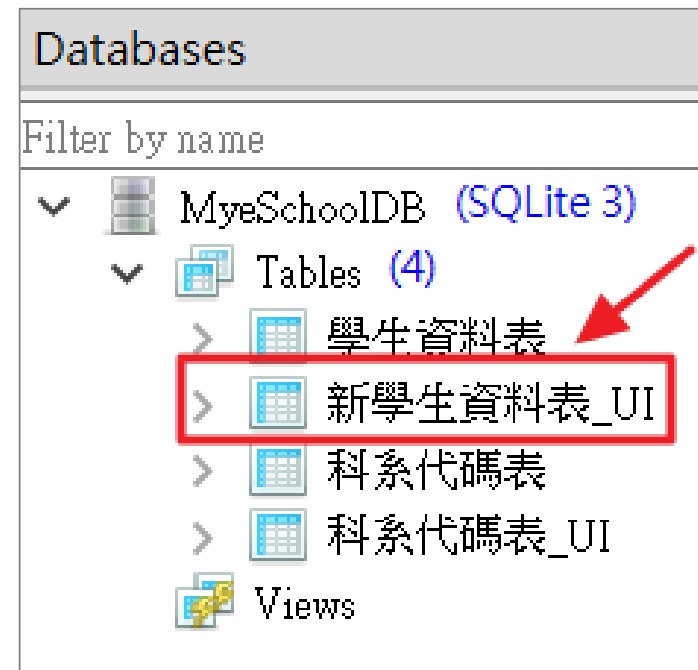 Databases
Filter by name
MyeSchoolDB (SQLite 3)
Tables (4)
學生資料表
新學生資料表_UI
科系代碼表
科系代碼表_UI
Views